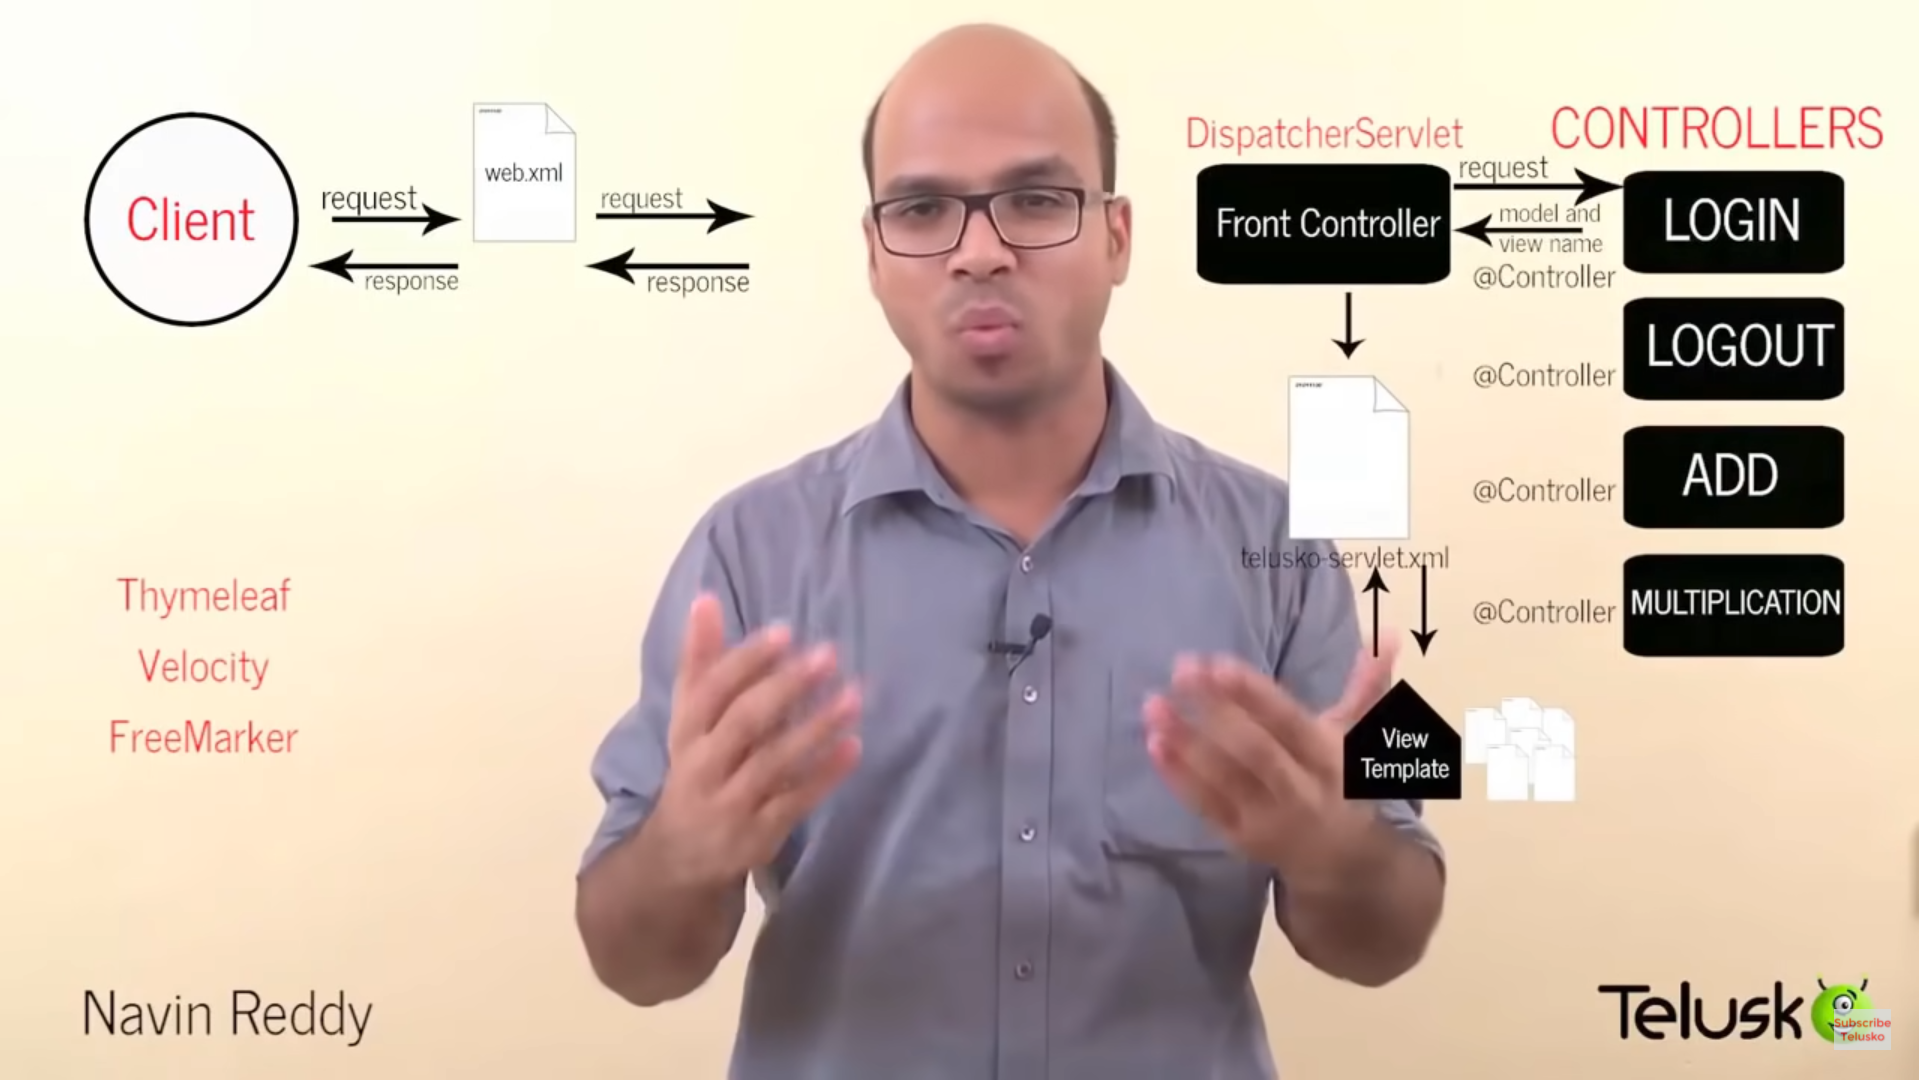 Client
request
response
web.xml
request
response
DispatcherServlet
Front Controller
request
model and
view name
CONTROLLERS
@Controller
LOGIN
@Controller
LOGOUT
@Controller
ADD
@Controller
MULTIPLICATION
telusko-servlet.xml
View
Template
Thymeleaf
Velocity
FreeMarker
Navin Reddy
Telusko
Subscribe
Telusko